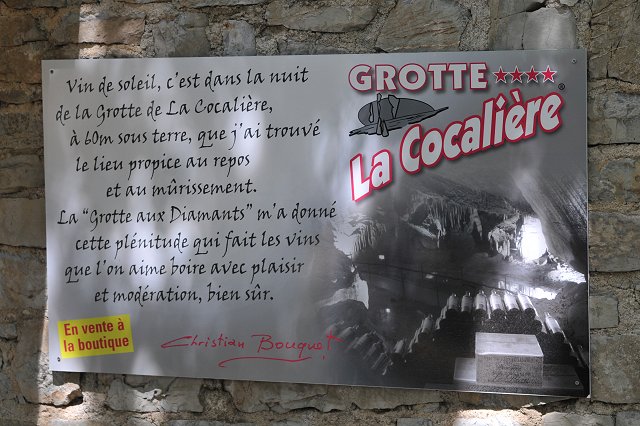 Vin de soleil, c'est dans la nuit
de la Grotte de La Cocalière,
à 60m sous terre, que j'ai trouvé
le lieu propice au repos
et au mûrissement.
La "Grotte aux Diamants" m'a donné
cette plénitude qui fait les vins
que l'on aime boire avec plaisir
et modération, bien sûr.
En vente à
la boutique
Christian Bouquet
GROTTE
La Cocalière®